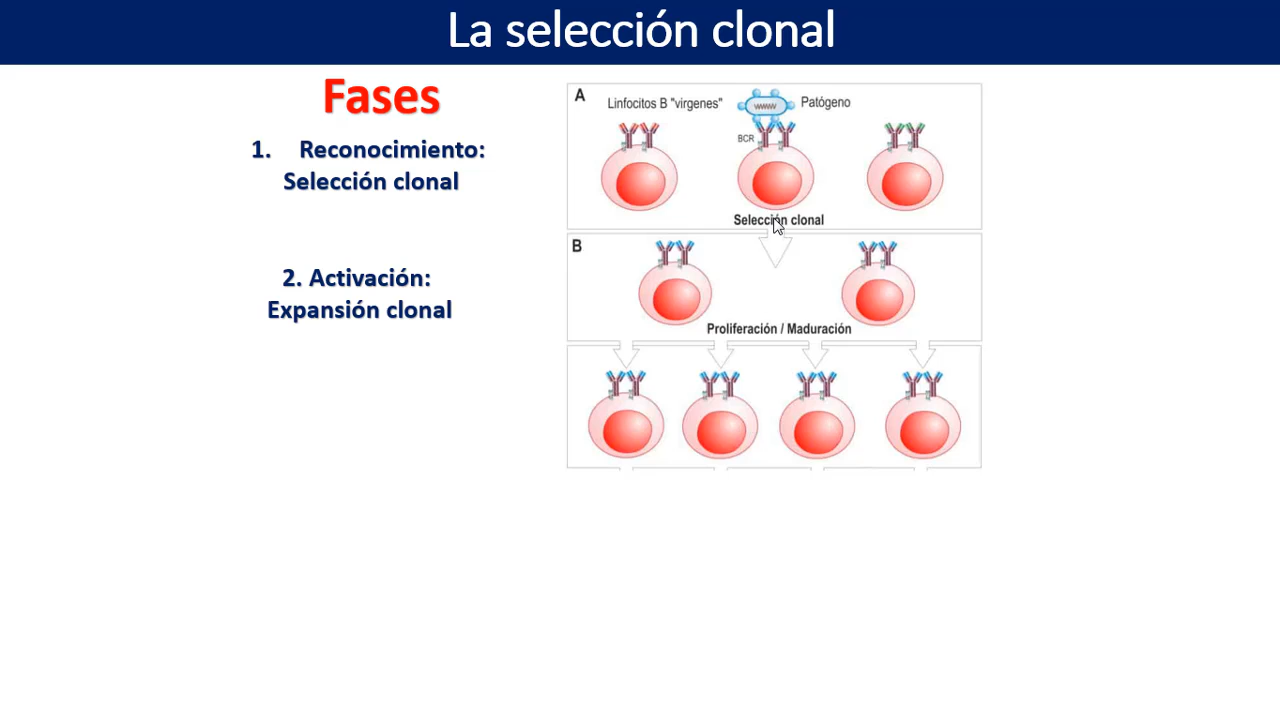 La selección clonal
Fases
1. Reconocimiento:
Selección clonal
2. Activación:
Expansión clonal
A
Linfocitos B "virgenes"
Patógeno
BCR
Selección clonal
B
Proliferación / Maduración